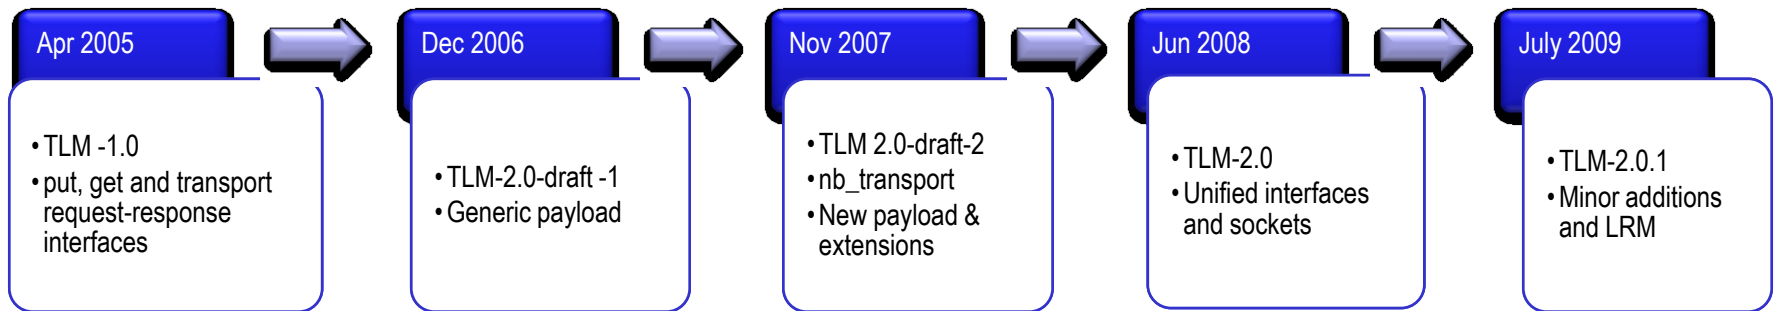 Apr 2005
• TLM -1.0
• put, get and transport
request-response
interfaces
Dec 2006
• TLM-2.0-draft -1
• Generic payload
Nov 2007
• TLM 2.0-draft-2
• nb_transport
• New payload &
extensions
Jun 2008
• TLM-2.0
• Unified interfaces
and sockets
July 2009
• TLM-2.0.1
• Minor additions
and LRM